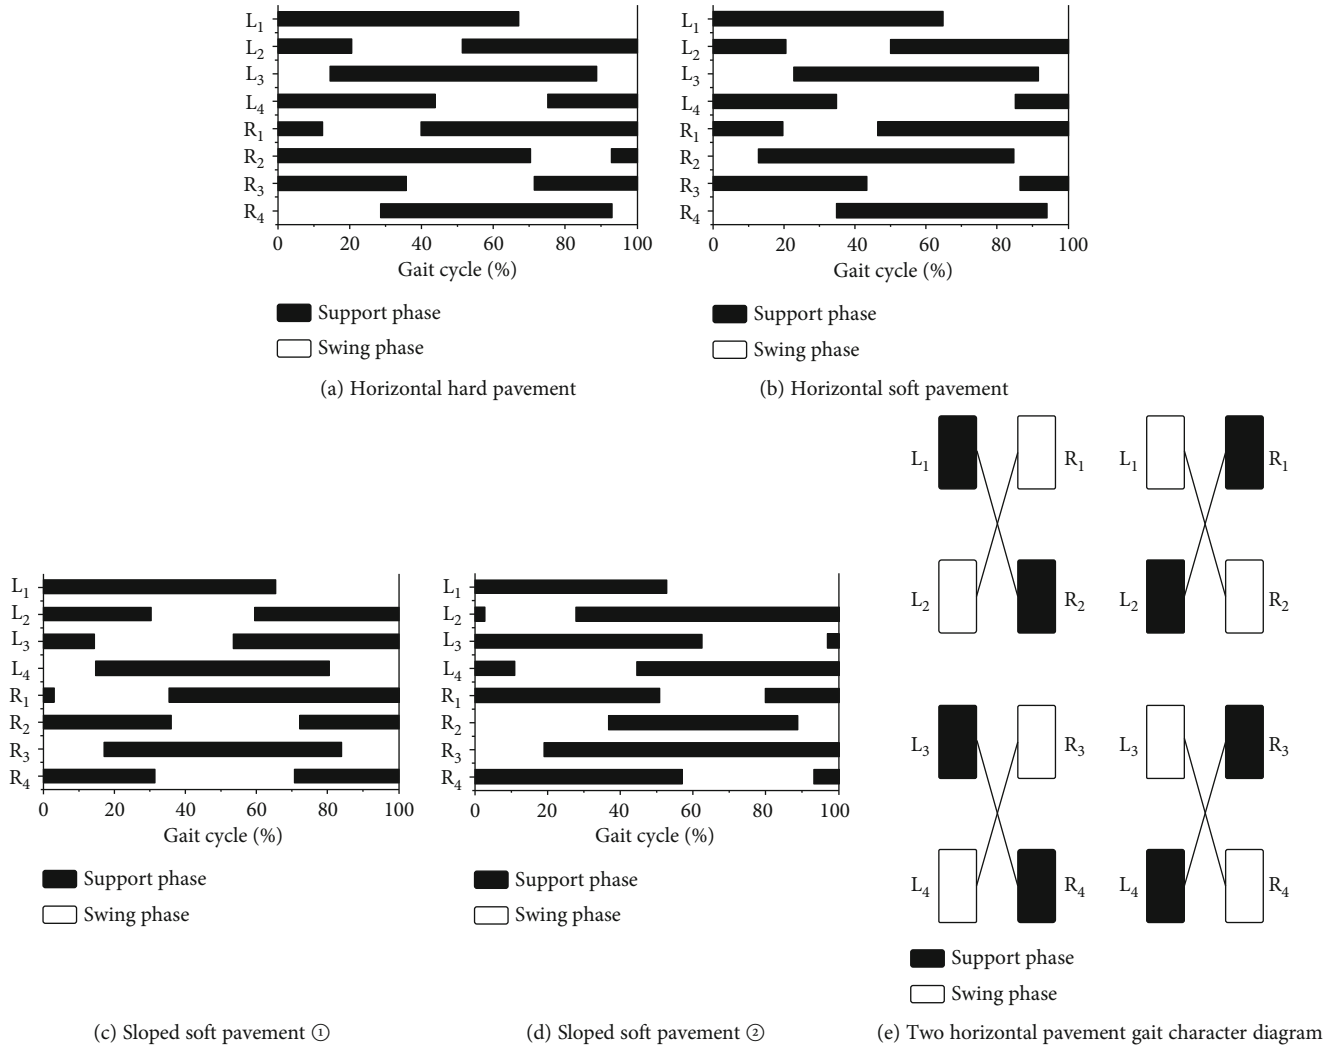 L1
L2
L3
L4
R1
R2
R3
R4
0 20 40 60 80 100
Gait cycle (%)
Support phase
Swing phase
(a) Horizontal hard pavement
L1
L2
L3
L4
R1
R2
R3
R4
0 20 40 60 80 100
Gait cycle (%)
Support phase
Swing phase
(b) Horizontal soft pavement
L1
L2
L3
L4
R1
R2
R3
R4
0 20 40 60 80 100
Gait cycle (%)
Support phase
Swing phase
(c) Sloped soft pavement ①
L1
L2
L3
L4
R1
R2
R3
R4
0 20 40 60 80 100
Gait cycle (%)
Support phase
Swing phase
(d) Sloped soft pavement ②
L1 R1 L1 R1
L2 R2 L2 R2
L3 R3 L3 R3
L4 R4 L4 R4
Support phase
Swing phase
(e) Two horizontal pavement gait character diagram